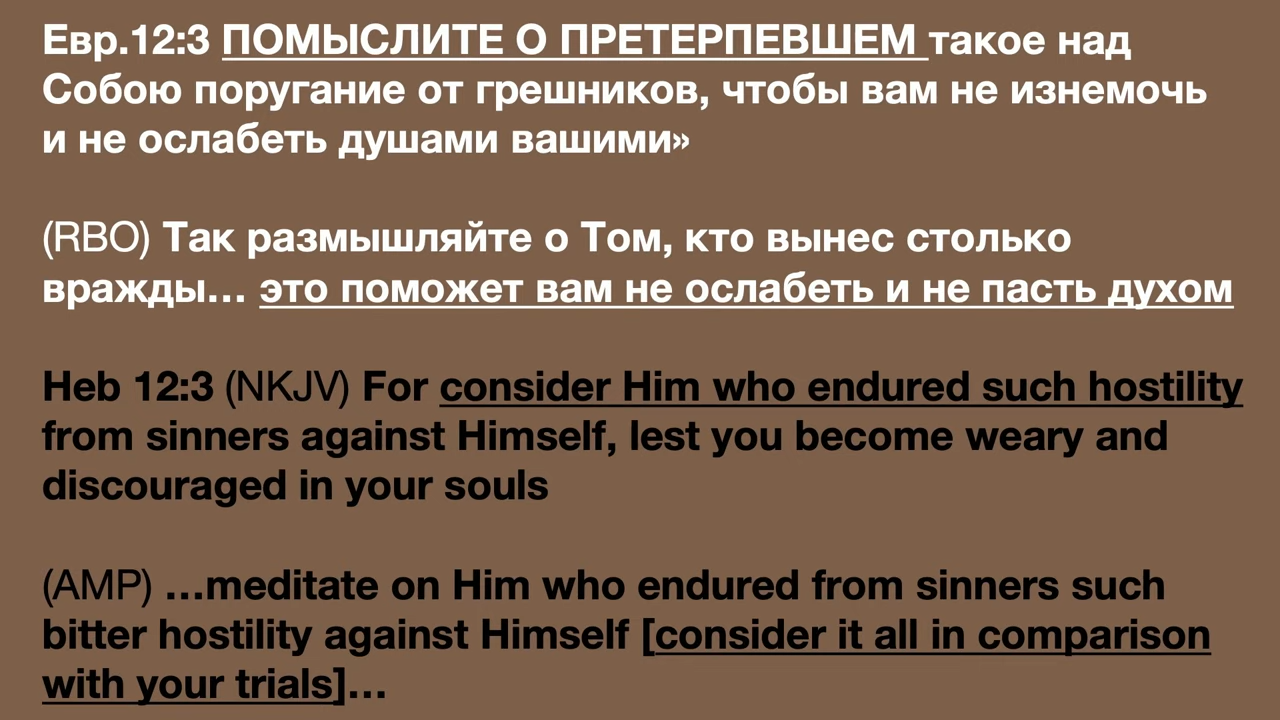 Евр.12:3 ПОМЫСЛИТЕ О ПРЕТЕРПЕВШЕМ такое над
Собою поругание от грешников, чтобы вам не изнемочь
и не ослабеть душами вашими»
(RBO) Так размышляйте о Том, кто вынес столько
вражды… это поможет вам не ослабеть и не пасть духом
Heb 12:3 (NKJV) For consider Him who endured such hostility
from sinners against Himself, lest you become weary and
discouraged in your souls
(AMP) …meditate on Him who endured from sinners such
bitter hostility against Himself [consider it all in comparison
with your trials]…